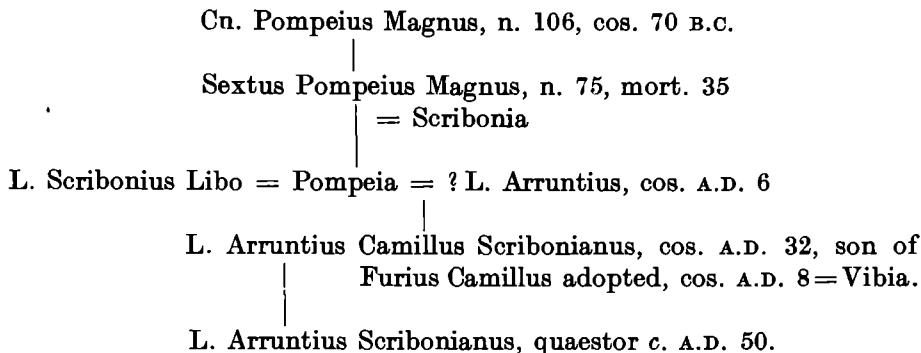 Cn. Pompeius Magnus, n. 106, cos. 70 B.C.
Sextus Pompeius Magnus, n. 75, mort. 35
= Scribonia
L. Scribonius Libo = Pompeia = ? L. Arruntius, cos. A.D. 6
L. Arruntius Camillus Scribonianus, cos. A.D. 32, son of
Furius Camillus adopted, cos. A.D. 8 = Vibia.
L. Arruntius Scribonianus, quaestor c. A.D. 50.